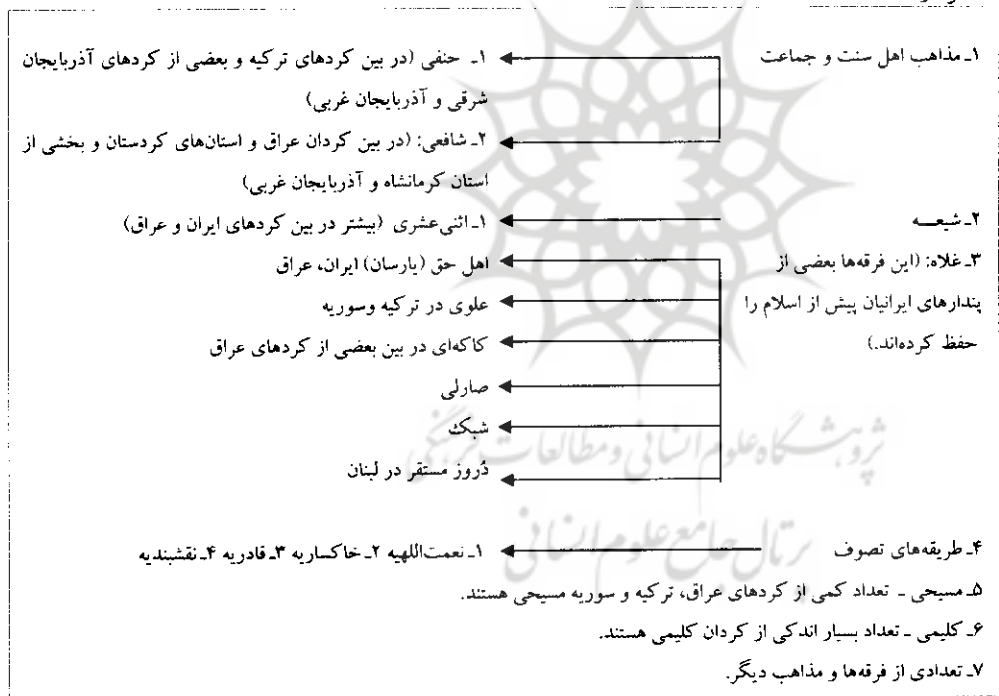 ۱ـ مذاهب اهل سنت و جماعت
۱ـ حنفی (در بین کردهای ترکیه و بعضی از کردهای آذربایجان
شرقی و آذربایجان غربی)
۲ـ شافعی: (در بین کردان عراق و استان‌های کردستان و بخشی از
استان کرمانشاه و آذربایجان غربی)
۲ـ شیعـــه
۱ـ اثنی‌عشری (بیشتر در بین کردهای ایران و عراق)
۳ـ غلاه: (این فرقه‌ها بعضی از
پندارهای ایرانیان پیش از اسلام را
حفظ کرده‌اند.)
اهل حق (یارسان) ایران، عراق
علوی در ترکیه وسوریه
کاکه‌ای در بین بعضی از کردهای عراق
صارلی
شبک
دُروز مستقر در لبنان
پژوهشگاه علوم انسانی و مطالعات فرهنگی
پرتال جامع علوم انسانی
۴ـ طریقه‌های تصوف
۱ـ نعمت‌اللهیه ۲ـ خاکساریه ۳ـ قادریه ۴ـ نقشبندیه
۵ـ مسیحی ـ تعداد کمی از کردهای عراق، ترکیه و سوریه مسیحی هستند.
۶ـ کلیمی ـ تعداد بسیار اندکی از کردان کلیمی هستند.
۷ـ تعدادی از فرقه‌ها و مذاهب دیگر.